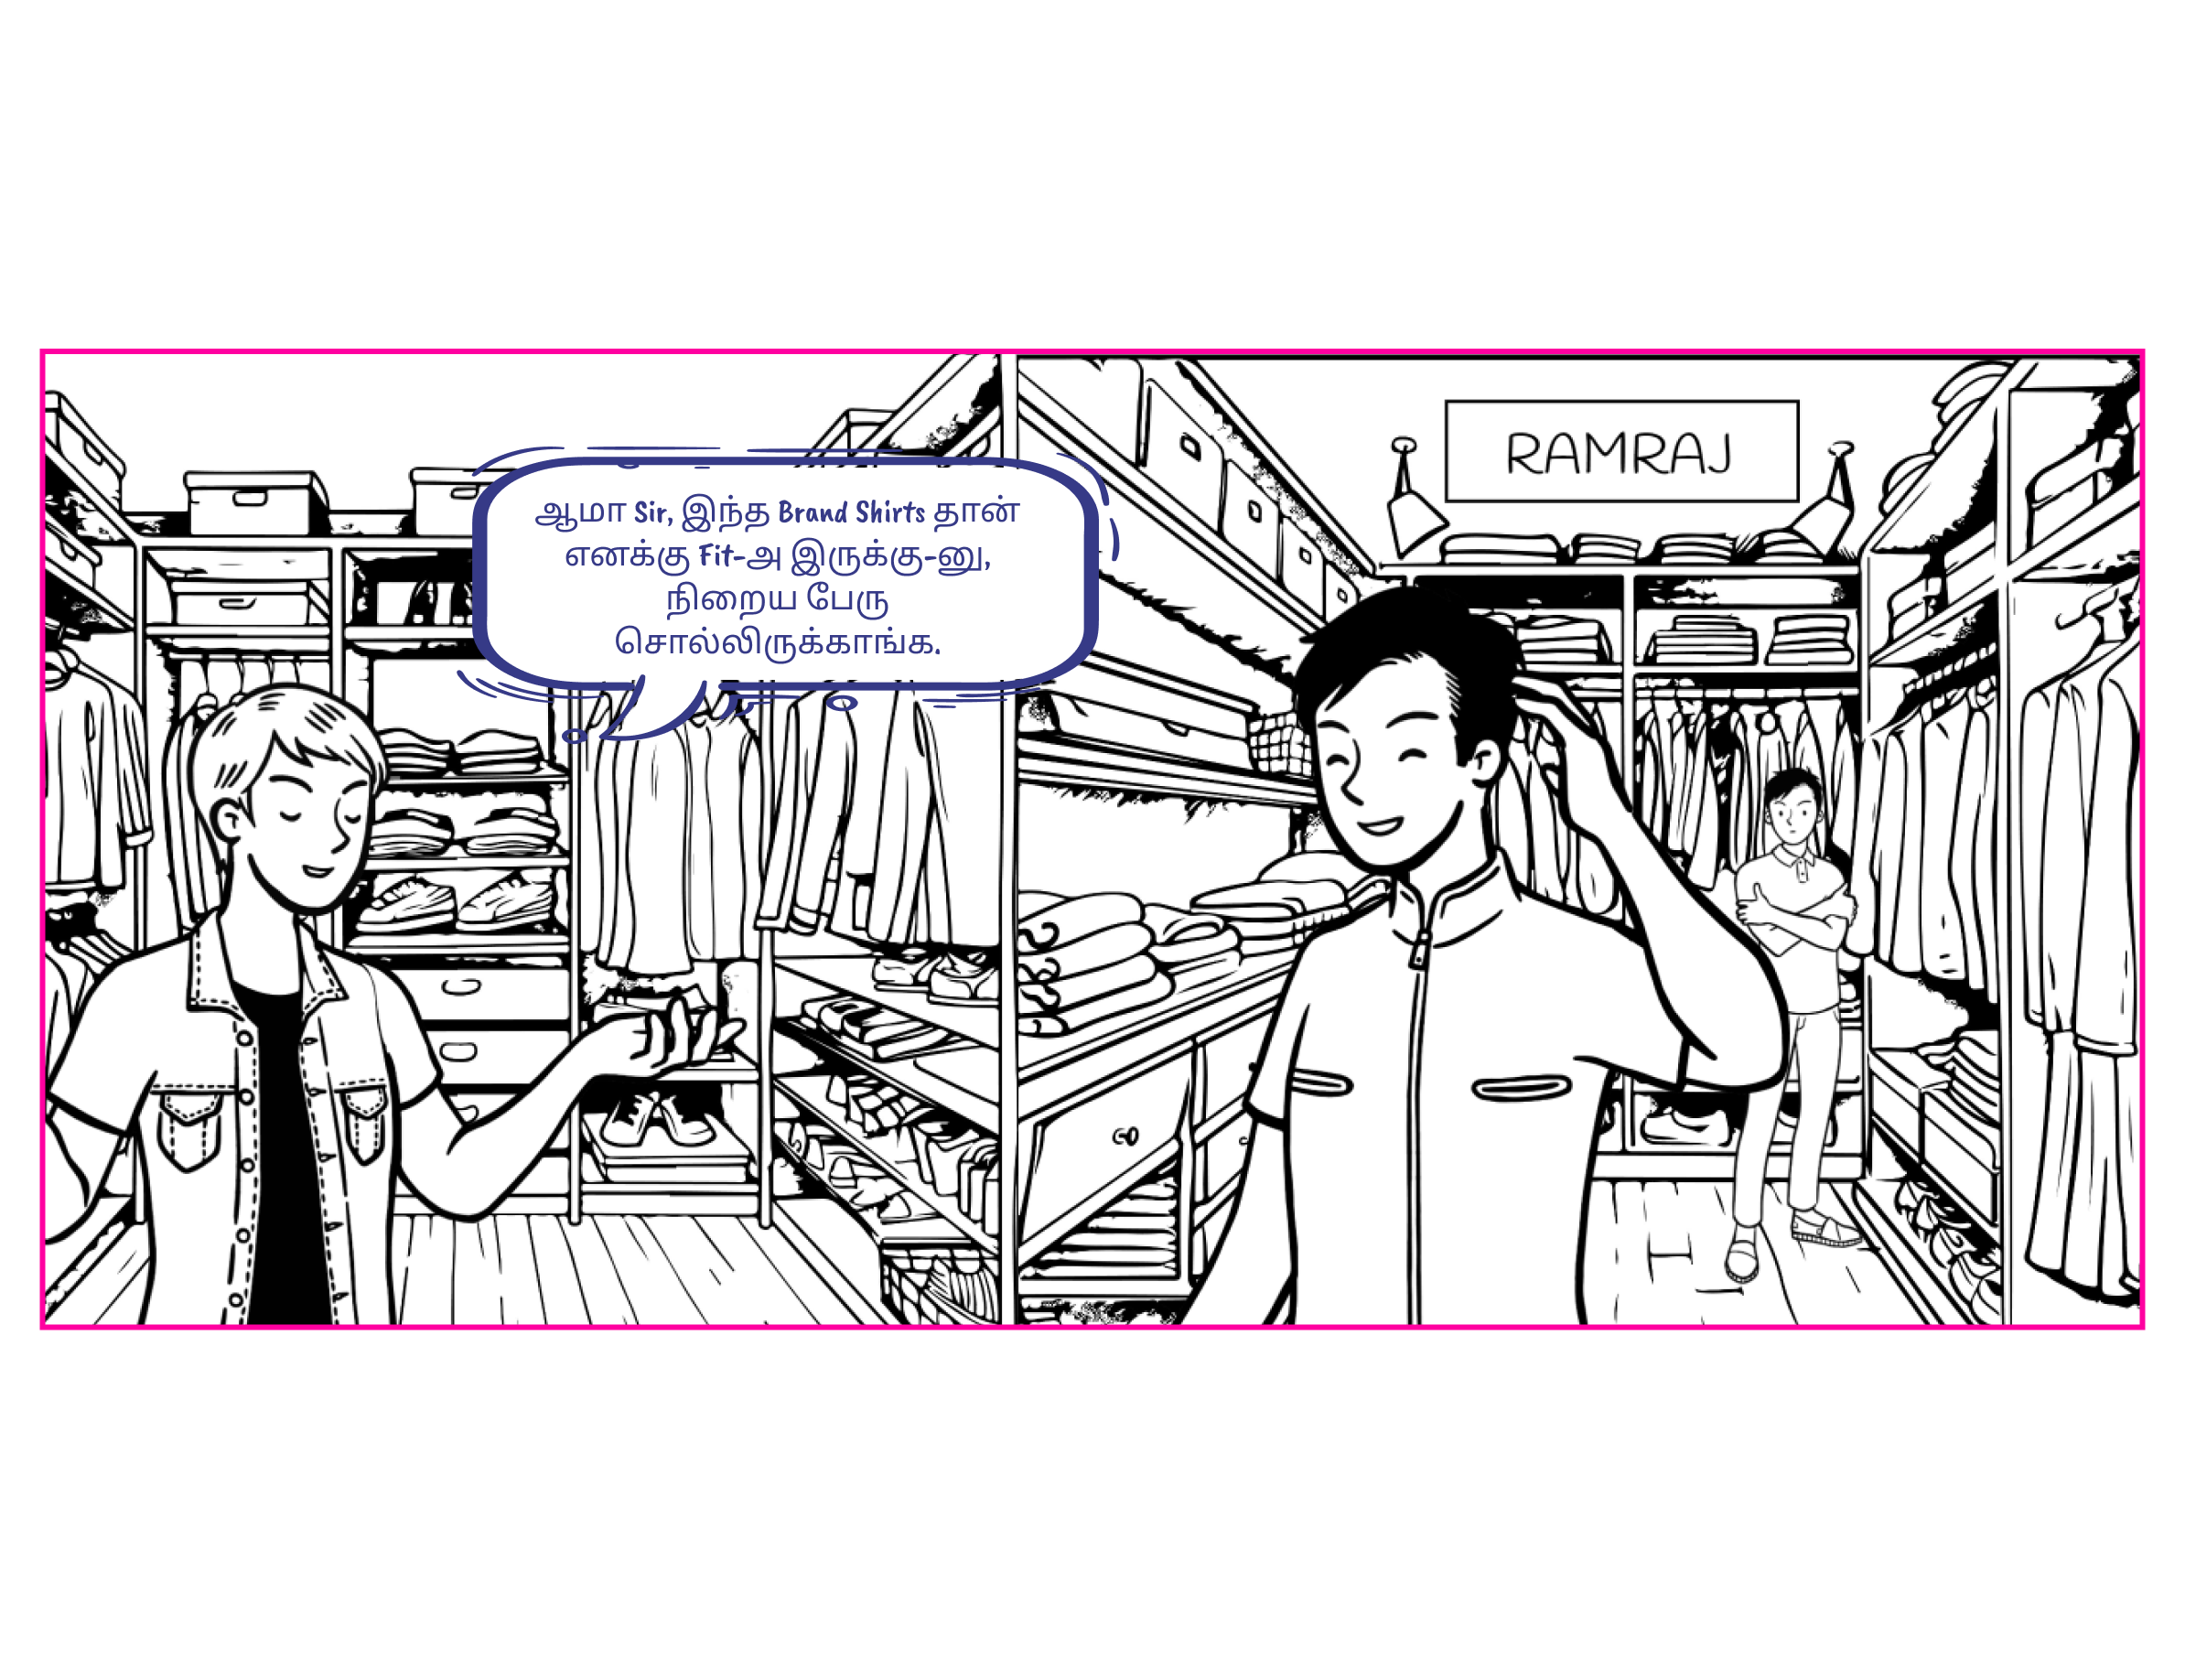 RAMRAJ
ஆமா Sir, இந்த Brand Shirts தான்
எனக்கு Fit-அ இருக்கு-னு,
நிறைய பேரு
சொல்லிருக்காங்க.